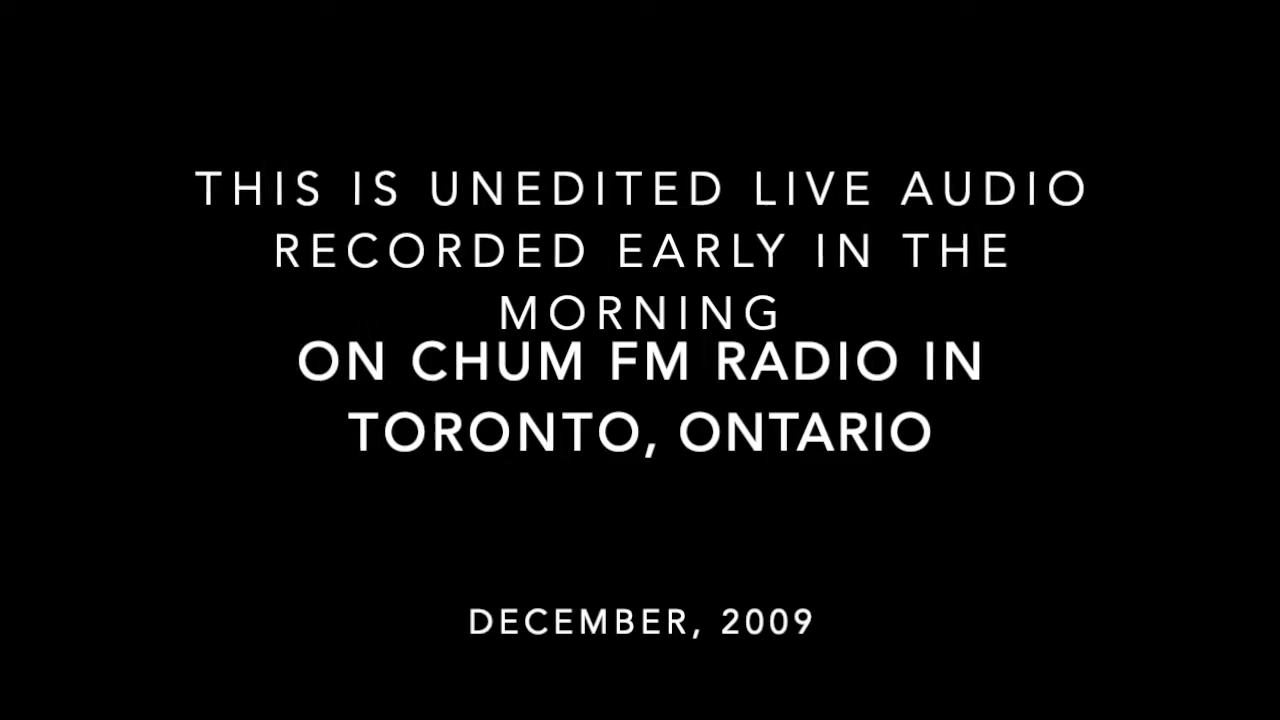 THIS IS UNEDITED LIVE AUDIO
RECORDED EARLY IN THE
MORNING
ON CHUM FM RADIO IN
TORONTO, ONTARIO
DECEMBER, 2009